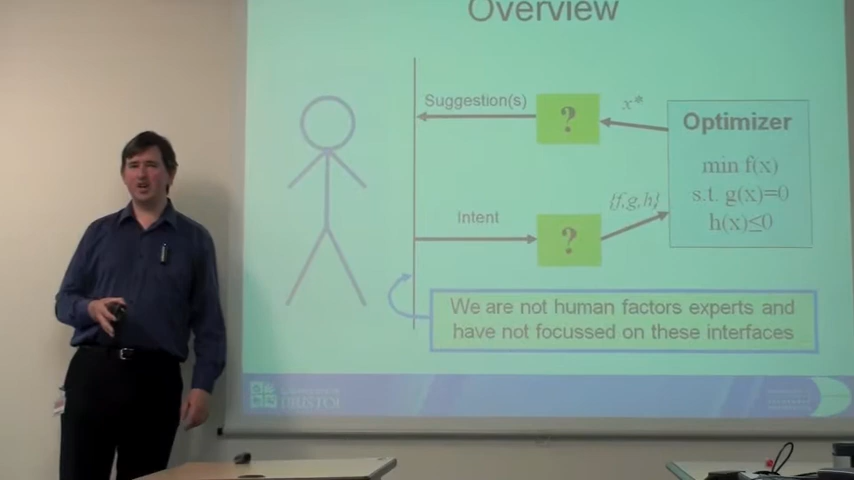 Overview
Suggestion(s)
?
x*
Optimizer
min f(x)
s.t. g(x)=0
h(x)≤0
{f,g,h}
Intent
?
We are not human factors experts and
have not focussed on these interfaces